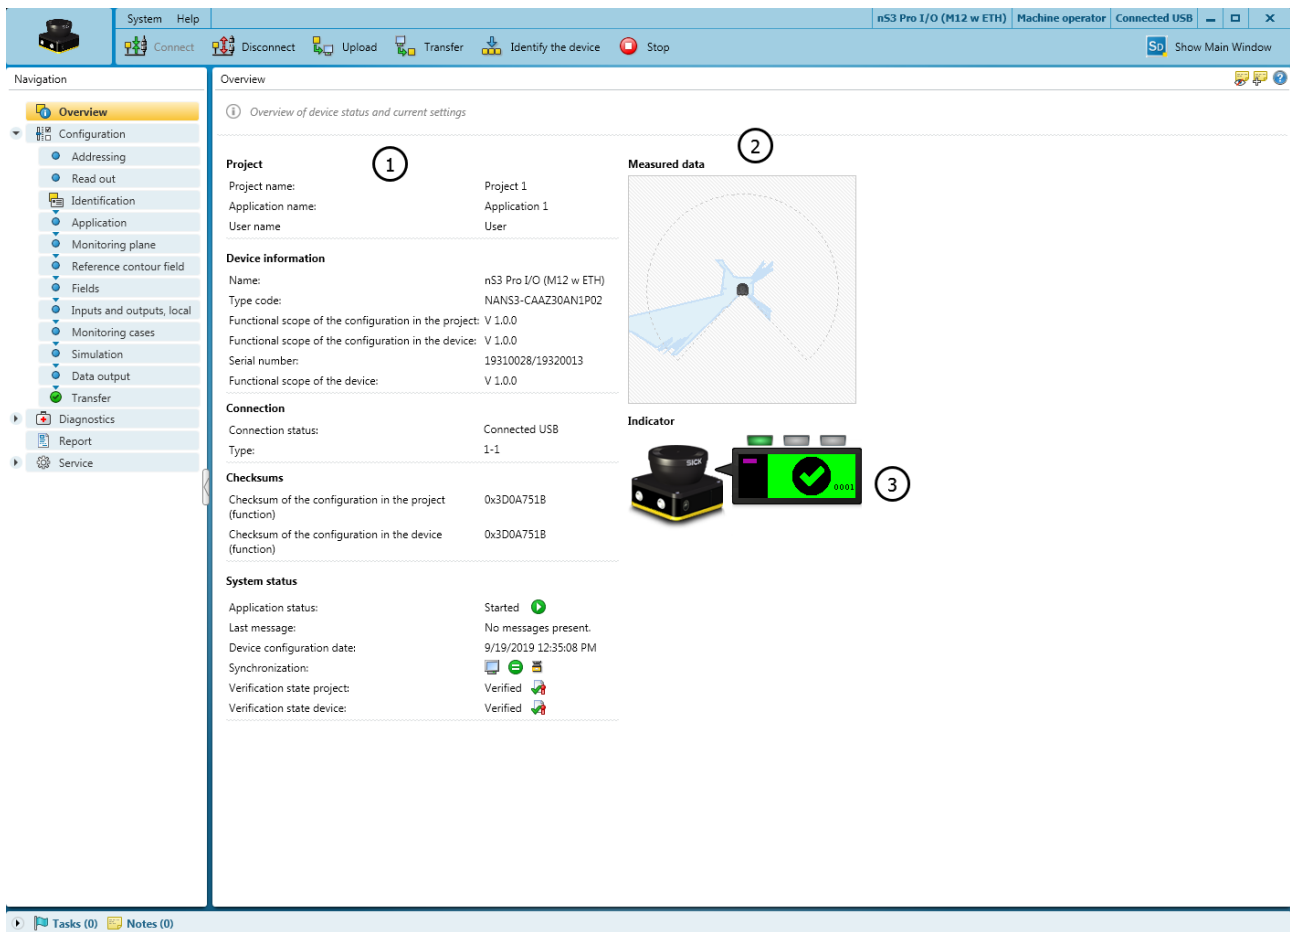 System Help
nS3 Pro I/O (M12 w ETH) Machine operator Connected USB
Connect Disconnect Upload Transfer Identify the device Stop
SD Show Main Window
Navigation
Overview
Configuration
Addressing
Read out
Identification
Application
Monitoring plane
Reference contour field
Fields
Inputs and outputs, local
Monitoring cases
Simulation
Data output
Transfer
Diagnostics
Report
Service
Overview
Overview of device status and current settings
1
Project
Project name: Project 1
Application name: Application 1
User name User
Device information
Name: nS3 Pro I/O (M12 w ETH)
Type code: NANS3-CAAZ30AN1P02
Functional scope of the configuration in the project: V 1.0.0
Functional scope of the configuration in the device: V 1.0.0
Serial number: 19310028/19320013
Functional scope of the device: V 1.0.0
Connection
Connection status: Connected USB
Type: 1-1
Checksums
Checksum of the configuration in the project 0x3D0A751B
(function)
Checksum of the configuration in the device 0x3D0A751B
(function)
System status
Application status: Started
Last message: No messages present.
Device configuration date: 9/19/2019 12:35:08 PM
Synchronization:
Verification state project: Verified
Verification state device: Verified
2
Measured data
Indicator
SICK
0001
3
Tasks (0) Notes (0)